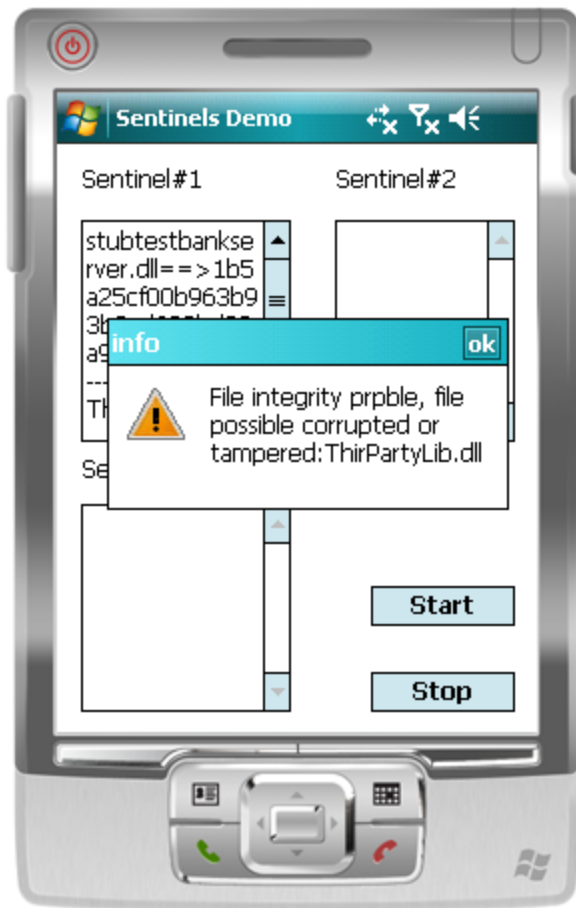 Sentinels Demo
Sentinel#1
Sentinel#2
stubtestbankse
rver.dll==>1b5
a25cf00b963b9
info
ok
File integrity prpble, file
possible corrupted or
tampered:ThirPartyLib.dll
Start
Stop